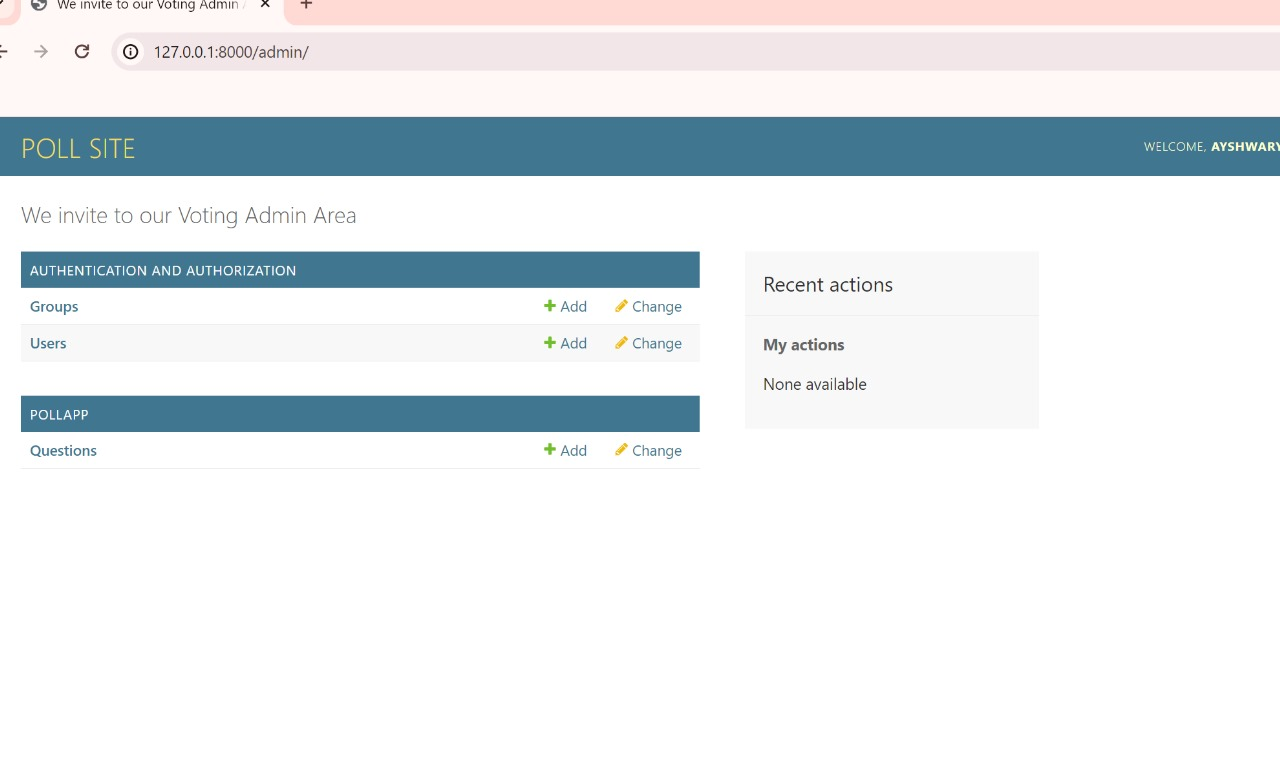 We invite to our Voting Admin
127.0.0.1:8000/admin/
POLL SITE
WELCOME, AYSHWARY
We invite to our Voting Admin Area
AUTHENTICATION AND AUTHORIZATION
Groups Add Change
Users Add Change
POLLAPP
Questions Add Change
Recent actions
My actions
None available